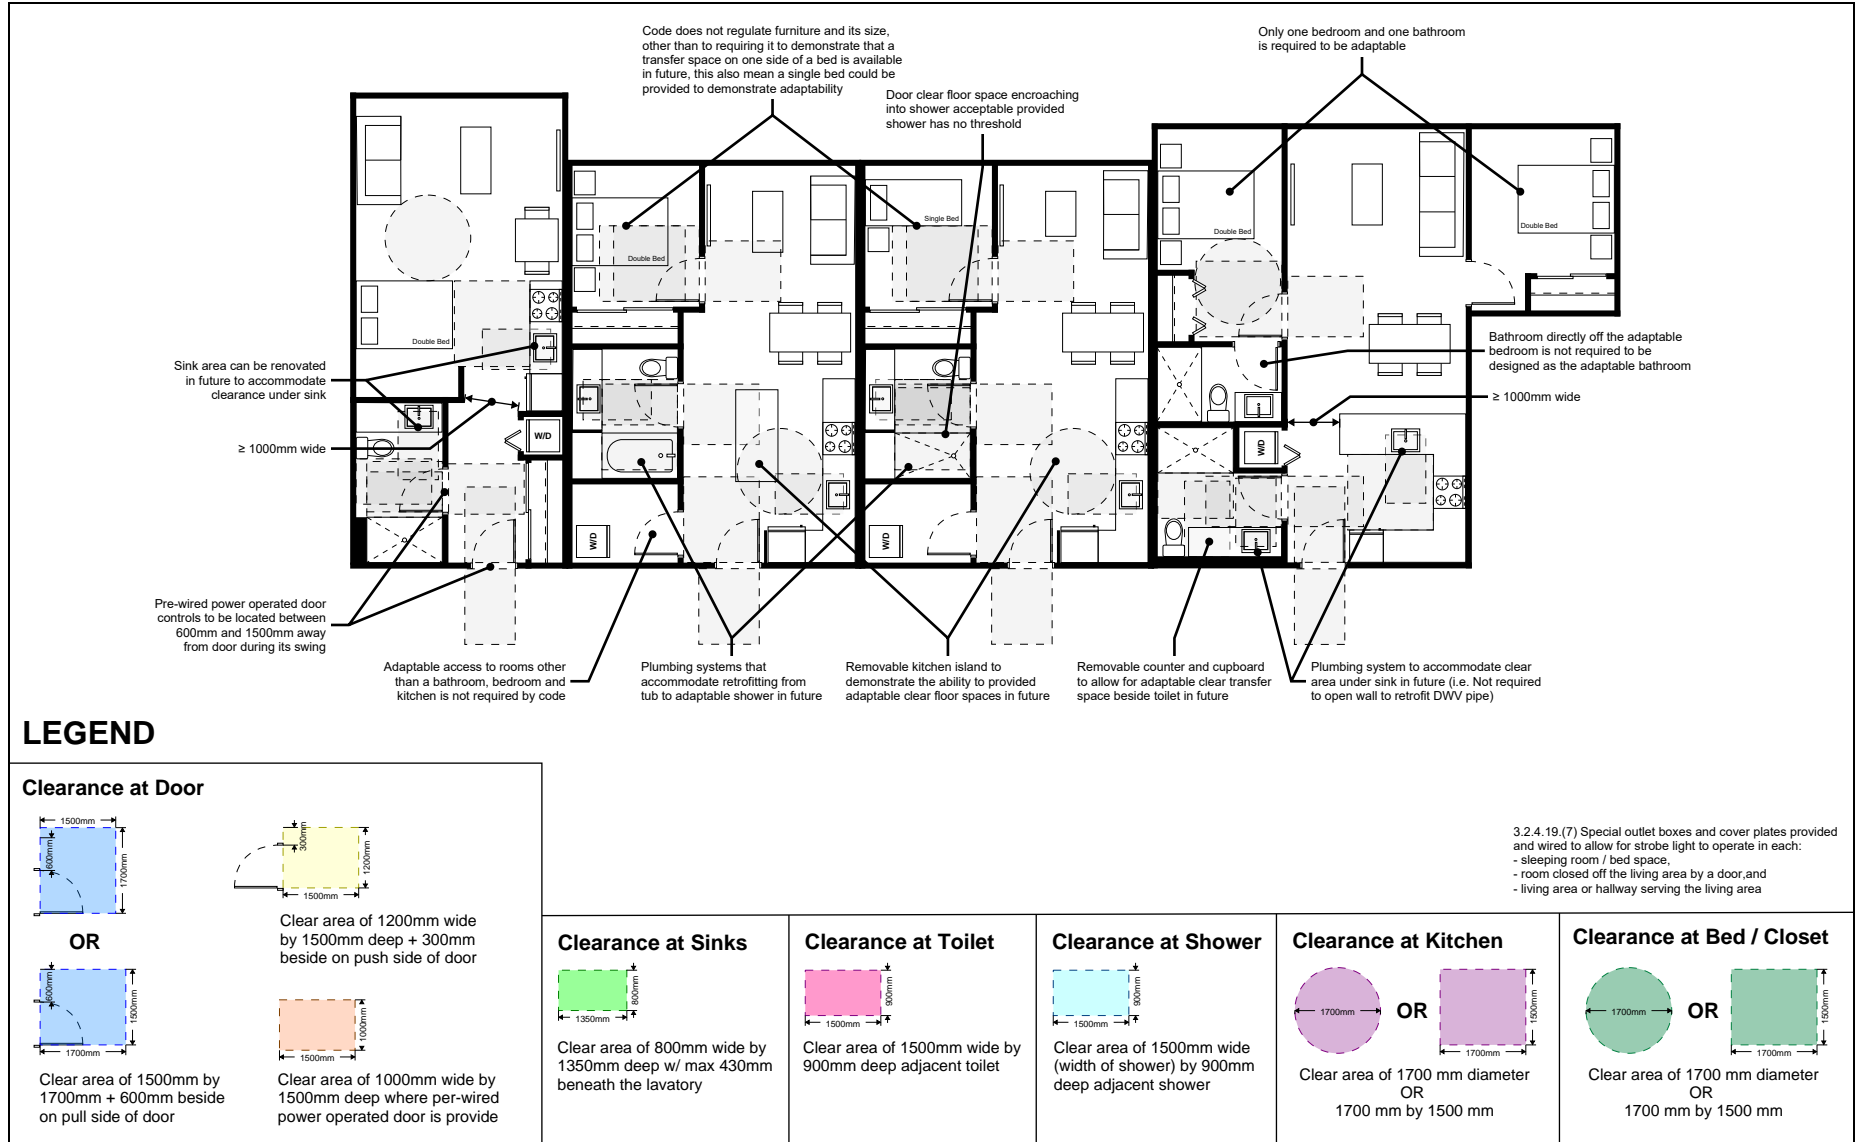 Code does not regulate furniture and its size,
other than to requiring it to demonstrate that a
transfer space on one side of a bed is available
in future, this also mean a single bed could be
provided to demonstrate adaptability
Only one bedroom and one bathroom
is required to be adaptable
Door clear floor space encroaching
into shower acceptable provided
shower has no threshold
Single Bed
Double Bed
Double Bed
Double Bed
Double Bed
Sink area can be renovated
in future to accommodate
clearance under sink
Bathroom directly off the adaptable
bedroom is not required to be
designed as the adaptable bathroom
≥ 1000mm wide
≥ 1000mm wide
W/D
W/D
W/D
W/D
Pre-wired power operated door
controls to be located between
600mm and 1500mm away
from door during its swing
Adaptable access to rooms other
than a bathroom, bedroom and
kitchen is not required by code
Plumbing systems that
accommodate retrofitting from
tub to adaptable shower in future
Removable kitchen island to
demonstrate the ability to provided
adaptable clear floor spaces in future
Removable counter and cupboard
to allow for adaptable clear transfer
space beside toilet in future
Plumbing system to accommodate clear
area under sink in future (i.e. Not required
to open wall to retrofit DWV pipe)
LEGEND
Clearance at Door
1500mm
600mm
1700mm
OR
600mm
1500mm
1700mm
Clear area of 1500mm by
1700mm + 600mm beside
on pull side of door
300mm
1200mm
1500mm
Clear area of 1200mm wide
by 1500mm deep + 300mm
beside on push side of door
1000mm
1500mm
Clear area of 1000mm wide by
1500mm deep where per-wired
power operated door is provide
Clearance at Sinks
800mm
1350mm
Clear area of 800mm wide by
1350mm deep w/ max 430mm
beneath the lavatory
Clearance at Toilet
900mm
1500mm
Clear area of 1500mm wide by
900mm deep adjacent toilet
Clearance at Shower
900mm
1500mm
Clear area of 1500mm wide
(width of shower) by 900mm
deep adjacent shower
Clearance at Kitchen
1700mm
OR
1500mm
1700mm
Clear area of 1700 mm diameter
OR
1700 mm by 1500 mm
3.2.4.19.(7) Special outlet boxes and cover plates provided
and wired to allow for strobe light to operate in each:
- sleeping room / bed space,
- room closed off the living area by a door,and
- living area or hallway serving the living area
Clearance at Bed / Closet
1700mm
OR
1500mm
1700mm
Clear area of 1700 mm diameter
OR
1700 mm by 1500 mm